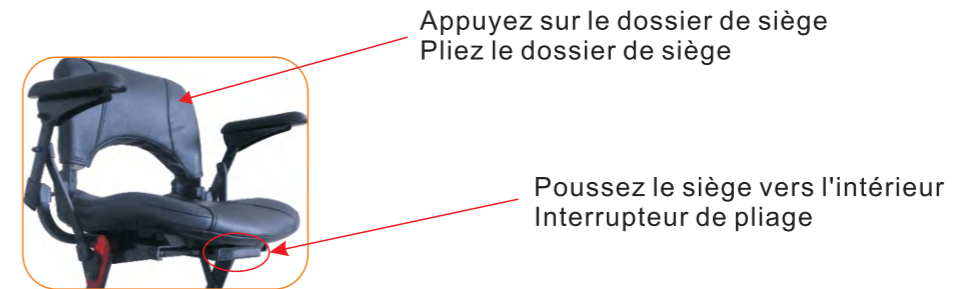 Appuyez sur le dossier de siège
Pliez le dossier de siège
Poussez le siège vers l'intérieur
Interrupteur de pliage